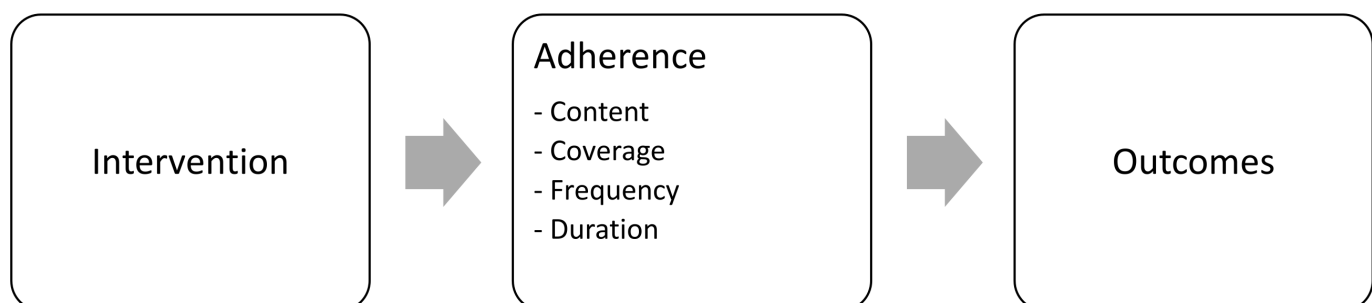 Intervention
Adherence
- Content
- Coverage
- Frequency
- Duration
Outcomes